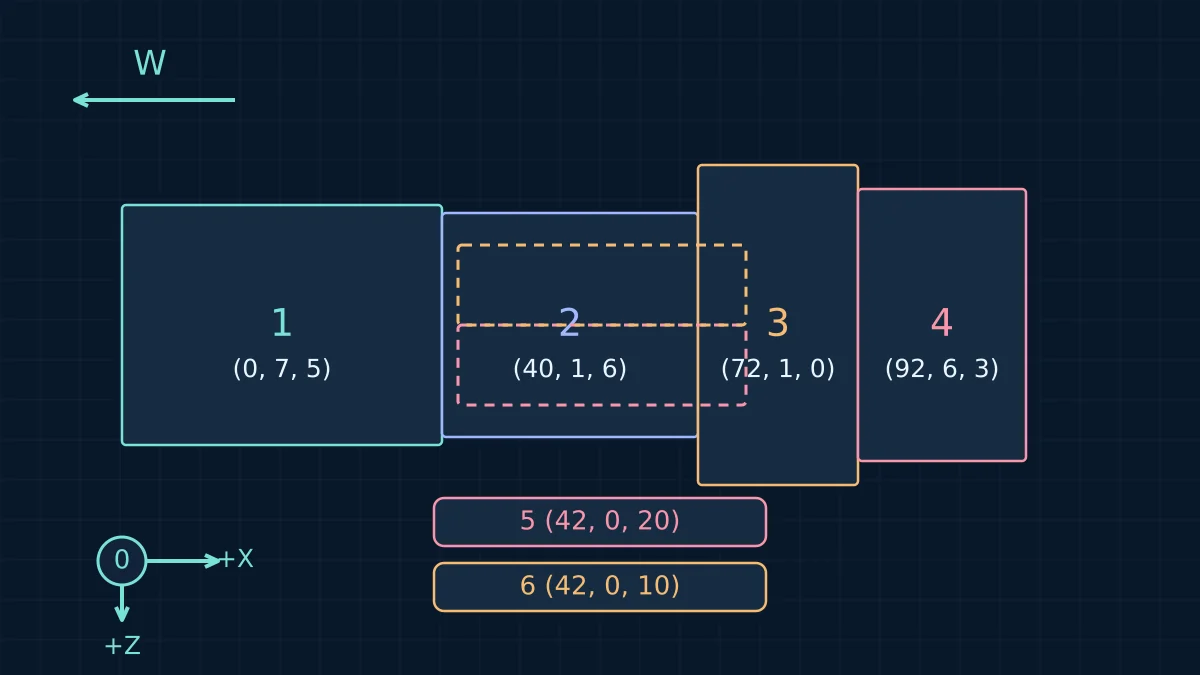 W
1
(0, 7, 5)
2
(40, 1, 6)
3
(72, 1, 0)
4
(92, 6, 3)
5 (42, 0, 20)
6 (42, 0, 10)
0
+X
+Z